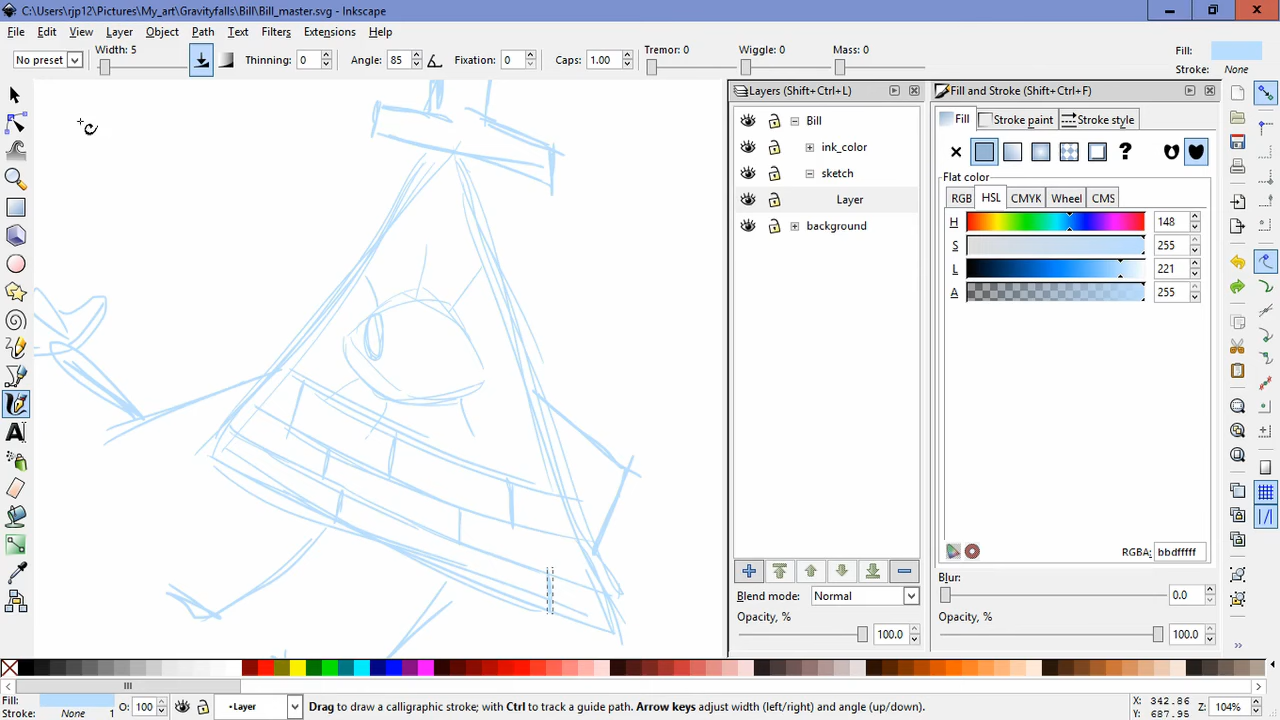 C:\Users\rjp12\Pictures\My_art\Gravityfalls\Bill\Bill_master.svg - Inkscape
File Edit View Layer Object Path Text Filters Extensions Help
No preset Width: 5 Thinning: 0 Angle: 85 Fixation: 0 Caps: 1.00 Tremor: 0 Wiggle: 0 Mass: 0 Fill:
Stroke: None
Layers (Shift+Ctrl+L) Fill and Stroke (Shift+Ctrl+F)
Bill Fill Stroke paint Stroke style
ink_color
sketch ?
Flat color
Layer RGB HSL CMYK Wheel CMS
background H 148
S 255
L 221
A 255
RGBA: bbdfffff
Blend mode: Normal Blur: 0.0
Opacity, % 100.0 Opacity, % 100.0
Fill: O: 100 •Layer Drag to draw a calligraphic stroke; with Ctrl to track a guide path. Arrow keys adjust width (left/right) and angle (up/down). X: 342.86 Z: 104%
Stroke: None 1 Y: 687.95